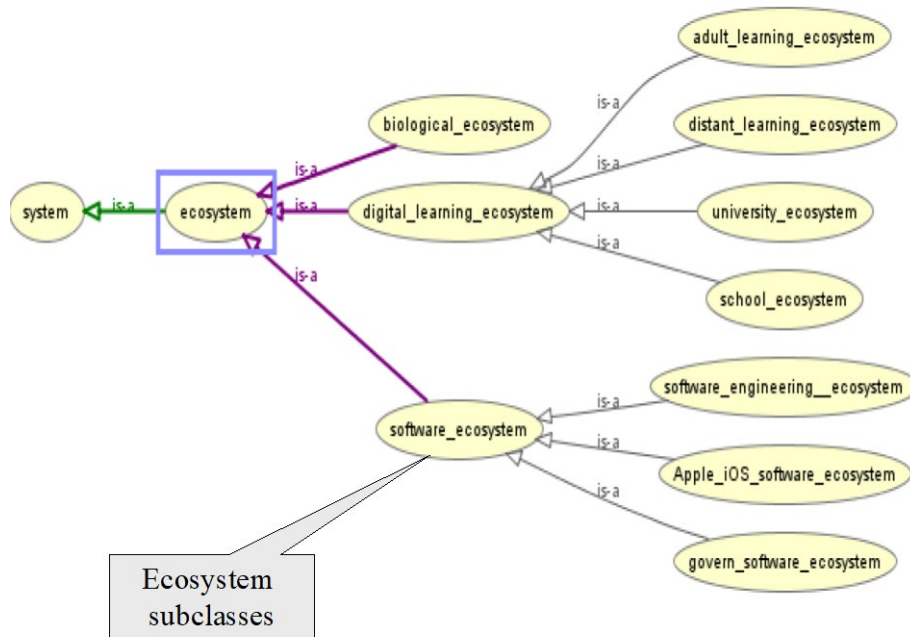 adult_learning_ecosystem
is-a
biological_ecosystem
distant_learning_ecosystem
is-a
is-a
system
is-a
ecosystem
is-a
digital_learning_ecosystem
is-a
university_ecosystem
is-a
is-a
school_ecosystem
software_engineering__ecosystem
is-a
software_ecosystem
is-a
Apple_iOS_software_ecosystem
is-a
govern_software_ecosystem
Ecosystem
subclasses